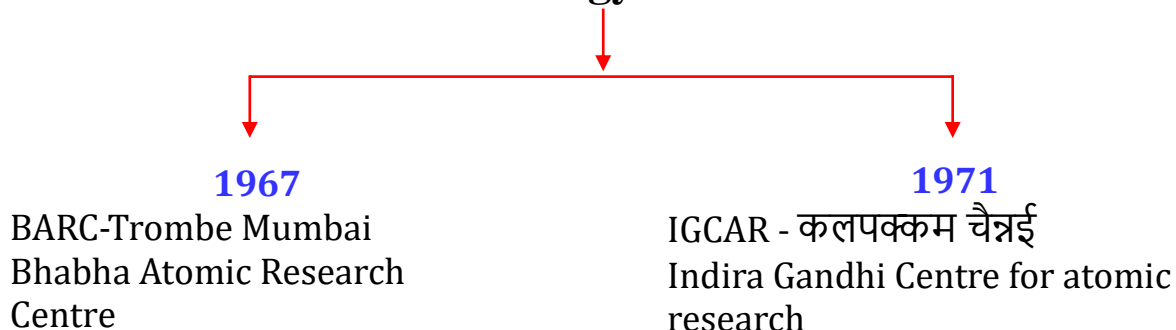 1967
BARC-Trombe Mumbai
Bhabha Atomic Research
Centre
1971
IGCAR - कलपक्कम चैन्नई
Indira Gandhi Centre for atomic
research